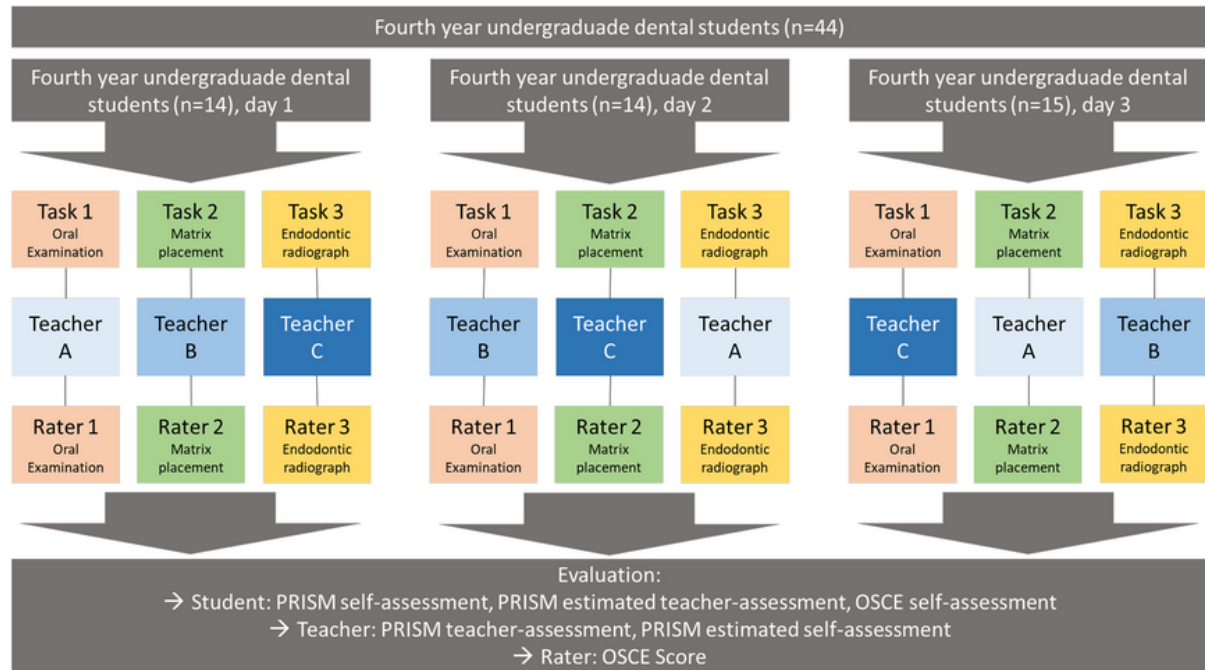 Fourth year undergraduade dental students (n=44)
Fourth year undergraduade dental
students (n=14), day 1
Fourth year undergraduade dental
students (n=14), day 2
Fourth year undergraduade dental
students (n=15), day 3
Task 1
Oral
Examination
Task 2
Matrix
placement
Task 3
Endodontic
radiograph
Task 1
Oral
Examination
Task 2
Matrix
placement
Task 3
Endodontic
radiograph
Task 1
Oral
Examination
Task 2
Matrix
placement
Task 3
Endodontic
radiograph
Teacher
A
Teacher
B
Teacher
C
Teacher
B
Teacher
C
Teacher
A
Teacher
C
Teacher
A
Teacher
B
Rater 1
Oral
Examination
Rater 2
Matrix
placement
Rater 3
Endodontic
radiograph
Rater 1
Oral
Examination
Rater 2
Matrix
placement
Rater 3
Endodontic
radiograph
Rater 1
Oral
Examination
Rater 2
Matrix
placement
Rater 3
Endodontic
radiograph
Evaluation:
→ Student: PRISM self-assessment, PRISM estimated teacher-assessment, OSCE self-assessment
→ Teacher: PRISM teacher-assessment, PRISM estimated self-assessment
→ Rater: OSCE Score